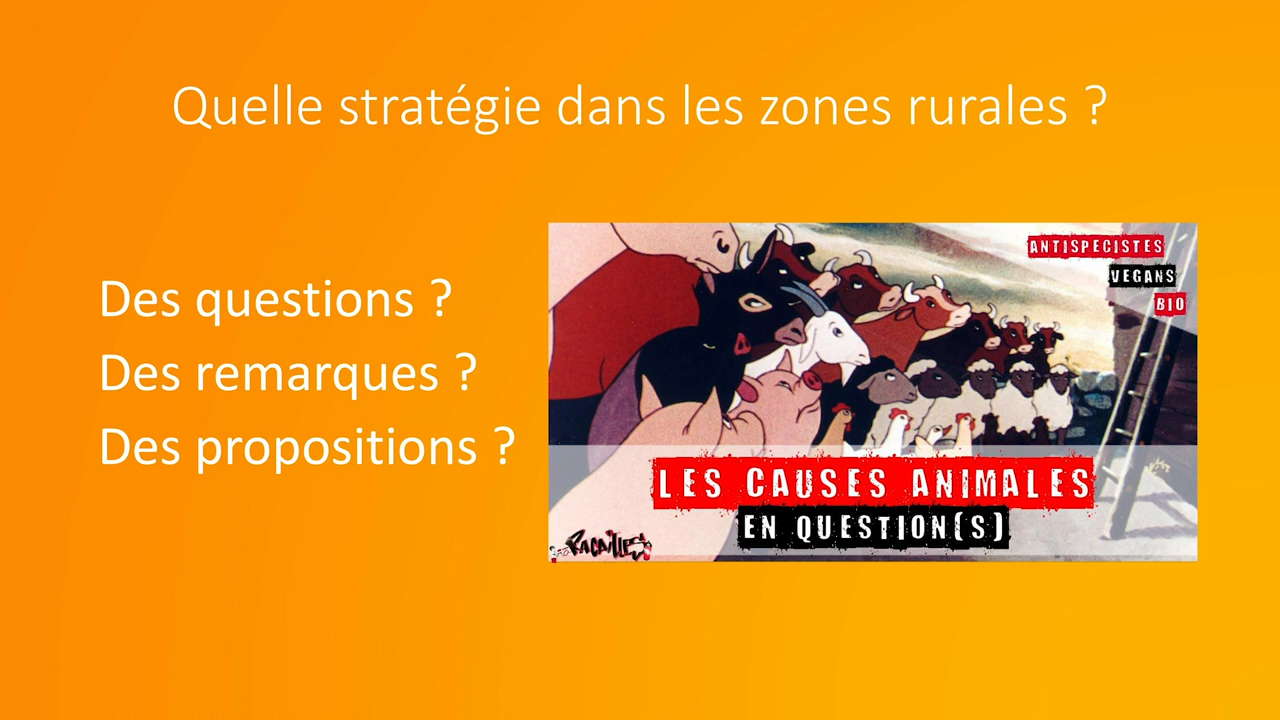 Quelle stratégie dans les zones rurales ?
Des questions ?
Des remarques ?
Des propositions ?
ANTISPECISTES
VEGANS
BIO
LES CAUSES ANIMALES
EN QUESTION(S)
RACAILLES